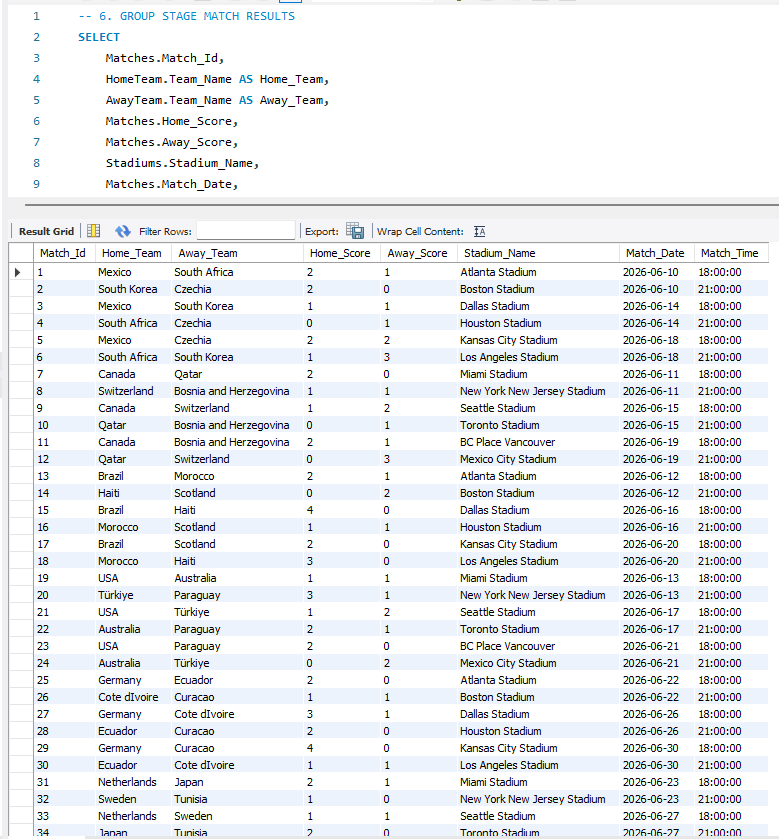 1 -- 6. GROUP STAGE MATCH RESULTS
2 SELECT
3 Matches.Match_Id,
4 HomeTeam.Team_Name AS Home_Team,
5 AwayTeam.Team_Name AS Away_Team,
6 Matches.Home_Score,
7 Matches.Away_Score,
8 Stadiums.Stadium_Name,
9 Matches.Match_Date,
Result Grid Filter Rows: Export: Wrap Cell Content:
Match_Id Home_Team Away_Team Home_Score Away_Score Stadium_Name Match_Date Match_Time
1 Mexico South Africa 2 1 Atlanta Stadium 2026-06-10 18:00:00
2 South Korea Czechia 2 0 Boston Stadium 2026-06-10 21:00:00
3 Mexico South Korea 1 1 Dallas Stadium 2026-06-14 18:00:00
4 South Africa Czechia 0 1 Houston Stadium 2026-06-14 21:00:00
5 Mexico Czechia 2 2 Kansas City Stadium 2026-06-18 18:00:00
6 South Africa South Korea 1 3 Los Angeles Stadium 2026-06-18 21:00:00
7 Canada Qatar 2 0 Miami Stadium 2026-06-11 18:00:00
8 Switzerland Bosnia and Herzegovina 1 1 New York New Jersey Stadium 2026-06-11 21:00:00
9 Canada Switzerland 1 2 Seattle Stadium 2026-06-15 18:00:00
10 Qatar Bosnia and Herzegovina 0 1 Toronto Stadium 2026-06-15 21:00:00
11 Canada Bosnia and Herzegovina 2 1 BC Place Vancouver 2026-06-19 18:00:00
12 Qatar Switzerland 0 3 Mexico City Stadium 2026-06-19 21:00:00
13 Brazil Morocco 2 1 Atlanta Stadium 2026-06-12 18:00:00
14 Haiti Scotland 0 2 Boston Stadium 2026-06-12 21:00:00
15 Brazil Haiti 4 0 Dallas Stadium 2026-06-16 18:00:00
16 Morocco Scotland 1 1 Houston Stadium 2026-06-16 21:00:00
17 Brazil Scotland 2 0 Kansas City Stadium 2026-06-20 18:00:00
18 Morocco Haiti 3 0 Los Angeles Stadium 2026-06-20 21:00:00
19 USA Australia 1 1 Miami Stadium 2026-06-13 18:00:00
20 Türkiye Paraguay 3 1 New York New Jersey Stadium 2026-06-13 21:00:00
21 USA Türkiye 1 2 Seattle Stadium 2026-06-17 18:00:00
22 Australia Paraguay 2 1 Toronto Stadium 2026-06-17 21:00:00
23 USA Paraguay 2 0 BC Place Vancouver 2026-06-21 18:00:00
24 Australia Türkiye 0 2 Mexico City Stadium 2026-06-21 21:00:00
25 Germany Ecuador 2 0 Atlanta Stadium 2026-06-22 18:00:00
26 Cote dIvoire Curacao 1 1 Boston Stadium 2026-06-22 21:00:00
27 Germany Cote dIvoire 3 1 Dallas Stadium 2026-06-26 18:00:00
28 Ecuador Curacao 2 0 Houston Stadium 2026-06-26 21:00:00
29 Germany Curacao 4 0 Kansas City Stadium 2026-06-30 18:00:00
30 Ecuador Cote dIvoire 1 1 Los Angeles Stadium 2026-06-30 21:00:00
31 Netherlands Japan 2 1 Miami Stadium 2026-06-23 18:00:00
32 Sweden Tunisia 1 0 New York New Jersey Stadium 2026-06-23 21:00:00
33 Netherlands Sweden 1 1 Seattle Stadium 2026-06-27 18:00:00
34 Japan Tunisia 2 0 Toronto Stadium 2026-06-27 21:00:00